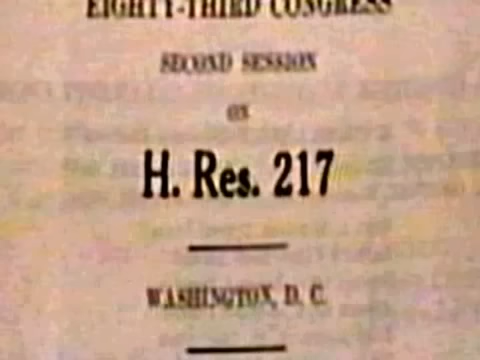 EIGHTY-THIRD CONGRESS
SECOND SESSION
ON
H. Res. 217
WASHINGTON, D. C.